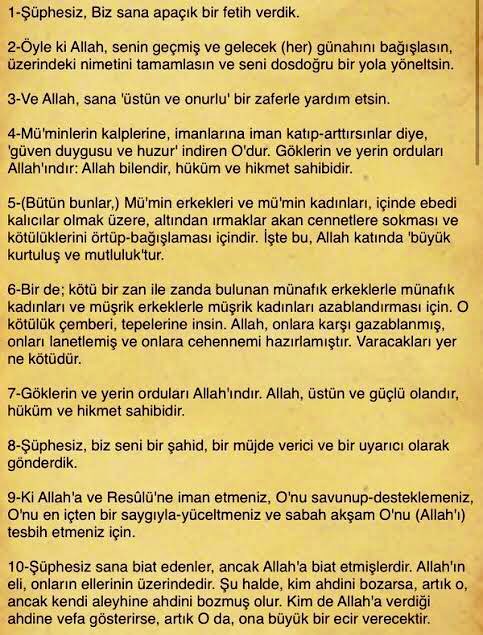 1-Şüphesiz, Biz sana apaçık bir fetih verdik.
2-Öyle ki Allah, senin geçmiş ve gelecek (her) günahını bağışlasın,
üzerindeki nimetini tamamlasın ve seni dosdoğru bir yola yöneltsin.
3-Ve Allah, sana 'üstün ve onurlu' bir zaferle yardım etsin.
4-Mü'minlerin kalplerine, imanlarına iman katıp-arttırsınlar diye,
'güven duygusu ve huzur' indiren O'dur. Göklerin ve yerin orduları
Allah'ındır: Allah bilendir, hüküm ve hikmet sahibidir.
5-(Bütün bunlar,) Mü'min erkekleri ve mü'min kadınları, içinde ebedi
kalıcılar olmak üzere, altından ırmaklar akan cennetlere sokması ve
kötülüklerini örtüp-bağışlaması içindir. İşte bu, Allah katında 'büyük
kurtuluş ve mutluluk'tur.
6-Bir de; kötü bir zan ile zanda bulunan münafık erkeklerle münafık
kadınları ve müşrik erkeklerle müşrik kadınları azablandırması için. O
kötülük çemberi, tepelerine insin. Allah, onlara karşı gazablanmış,
onları lanetlemiş ve onlara cehennemi hazırlamıştır. Varacakları yer
ne kötüdür.
7-Göklerin ve yerin orduları Allah'ındır. Allah, üstün ve güçlü olandır,
hüküm ve hikmet sahibidir.
8-Şüphesiz, biz seni bir şahid, bir müjde verici ve bir uyarıcı olarak
gönderdik.
9-Ki Allah'a ve Resûlü'ne iman etmeniz, O'nu savunup-desteklemeniz,
O'nu en içten bir saygıyla-yüceltmeniz ve sabah akşam O'nu (Allah'ı)
tesbih etmeniz için.
10-Şüphesiz sana biat edenler, ancak Allah'a biat etmişlerdir. Allah'ın
eli, onların ellerinin üzerindedir. Şu halde, kim ahdini bozarsa, artık o,
ancak kendi aleyhine ahdini bozmuş olur. Kim de Allah'a verdiği
ahdine vefa gösterirse, artık O da, ona büyük bir ecir verecektir.